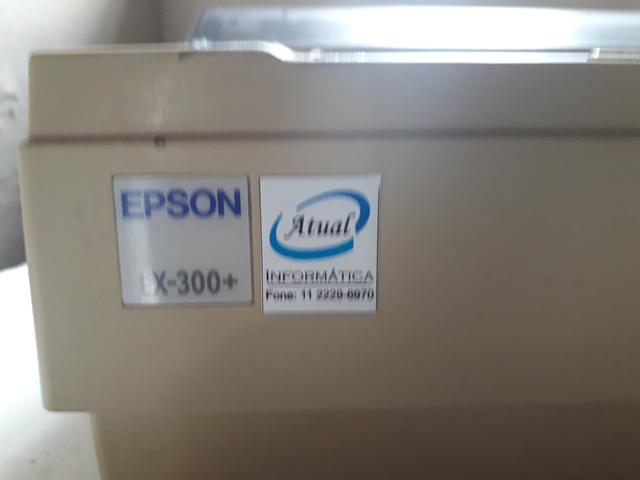 EPSON
LX-300+
Atual
INFORMÁTICA
Fone: 11 2229-6970